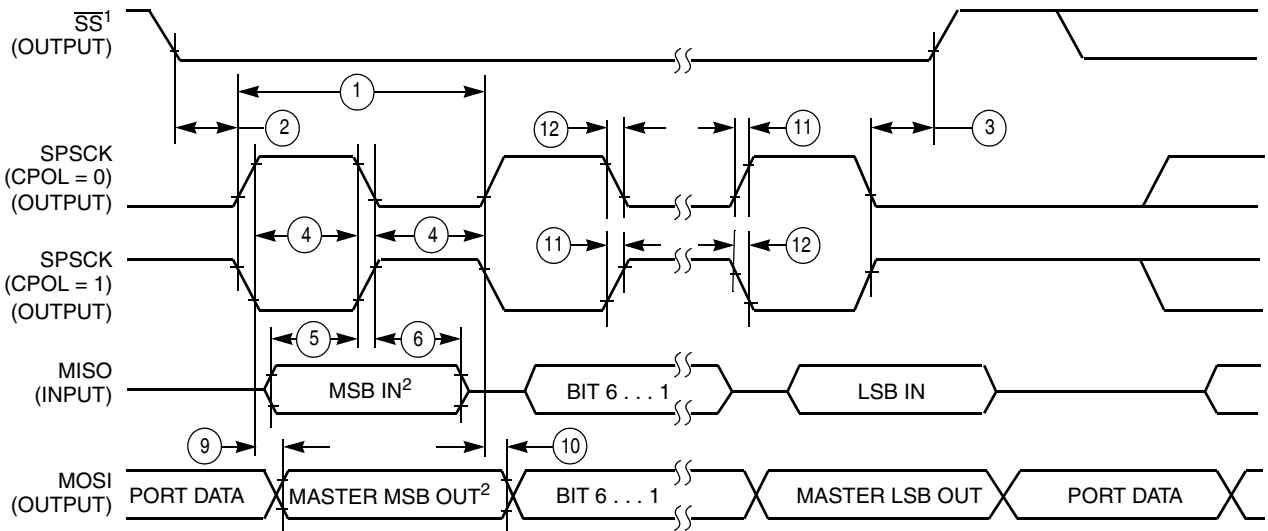 SS¹
(OUTPUT)
1
2
12
11
3
SPSCK
(CPOL = 0)
(OUTPUT)
4
4
11
12
SPSCK
(CPOL = 1)
(OUTPUT)
5
6
MISO
(INPUT)
MSB IN²
BIT 6 . . . 1
LSB IN
9
10
MOSI
(OUTPUT)
PORT DATA
MASTER MSB OUT²
BIT 6 . . . 1
MASTER LSB OUT
PORT DATA